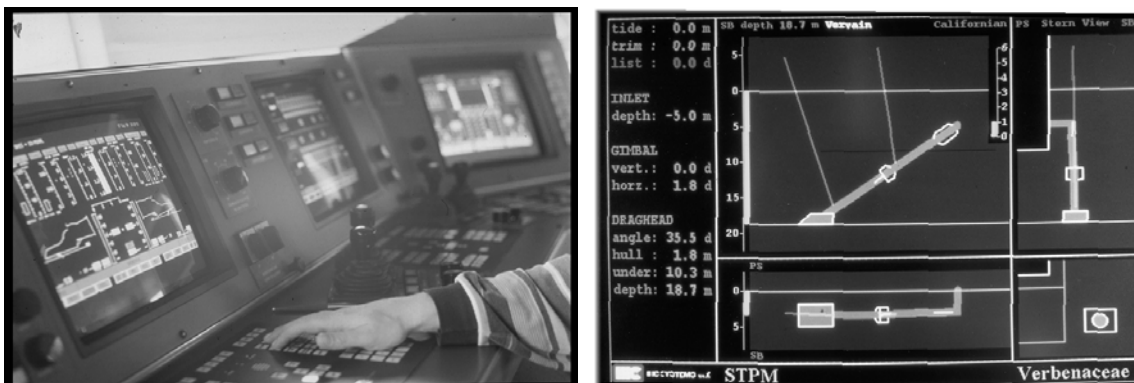 tide : 0.0 m
trim : 0.0 m
list : 0.0 d
INLET
depth: -5.0 m
GIMBAL
vert.: 0.0 d
horz.: 1.8 d
DRAGHEAD
angle: 35.5 d
hull : 1.8 m
under: 10.3 m
depth: 18.7 m
SB depth 18.7 m Vervain Californian
5
0
5
10
15
20
6
5
4
3
2
1
0
PS Stern View SB
PS
0
5
SB
STPM Verbenaceae